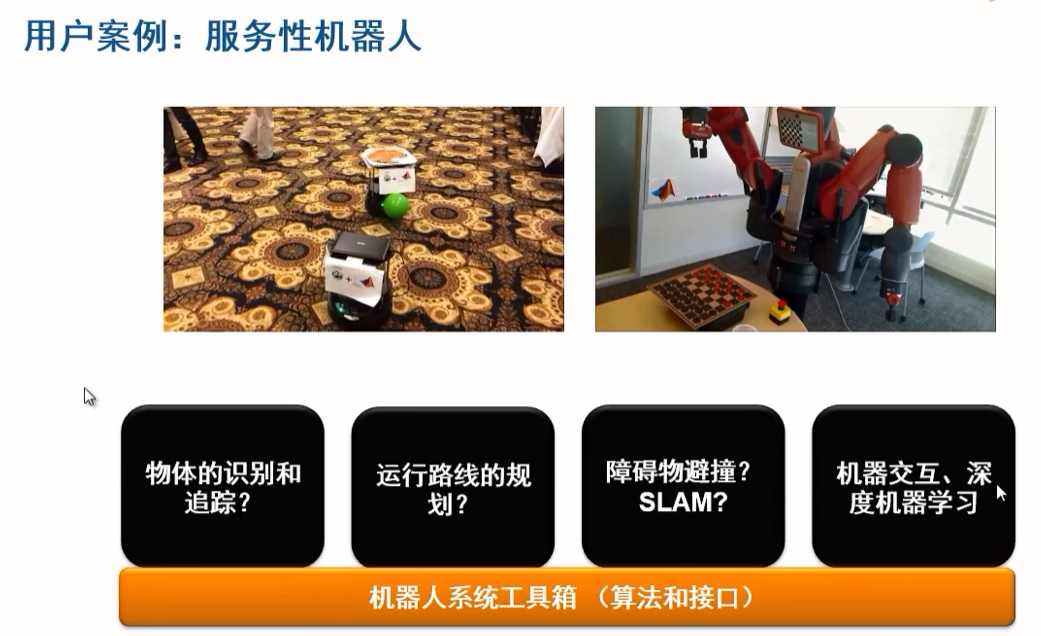 用户案例：服务性机器人
物体的识别和
追踪？
运行路线的规
划？
障碍物避撞？
SLAM?
机器交互、深
度机器学习
机器人系统工具箱 （算法和接口）